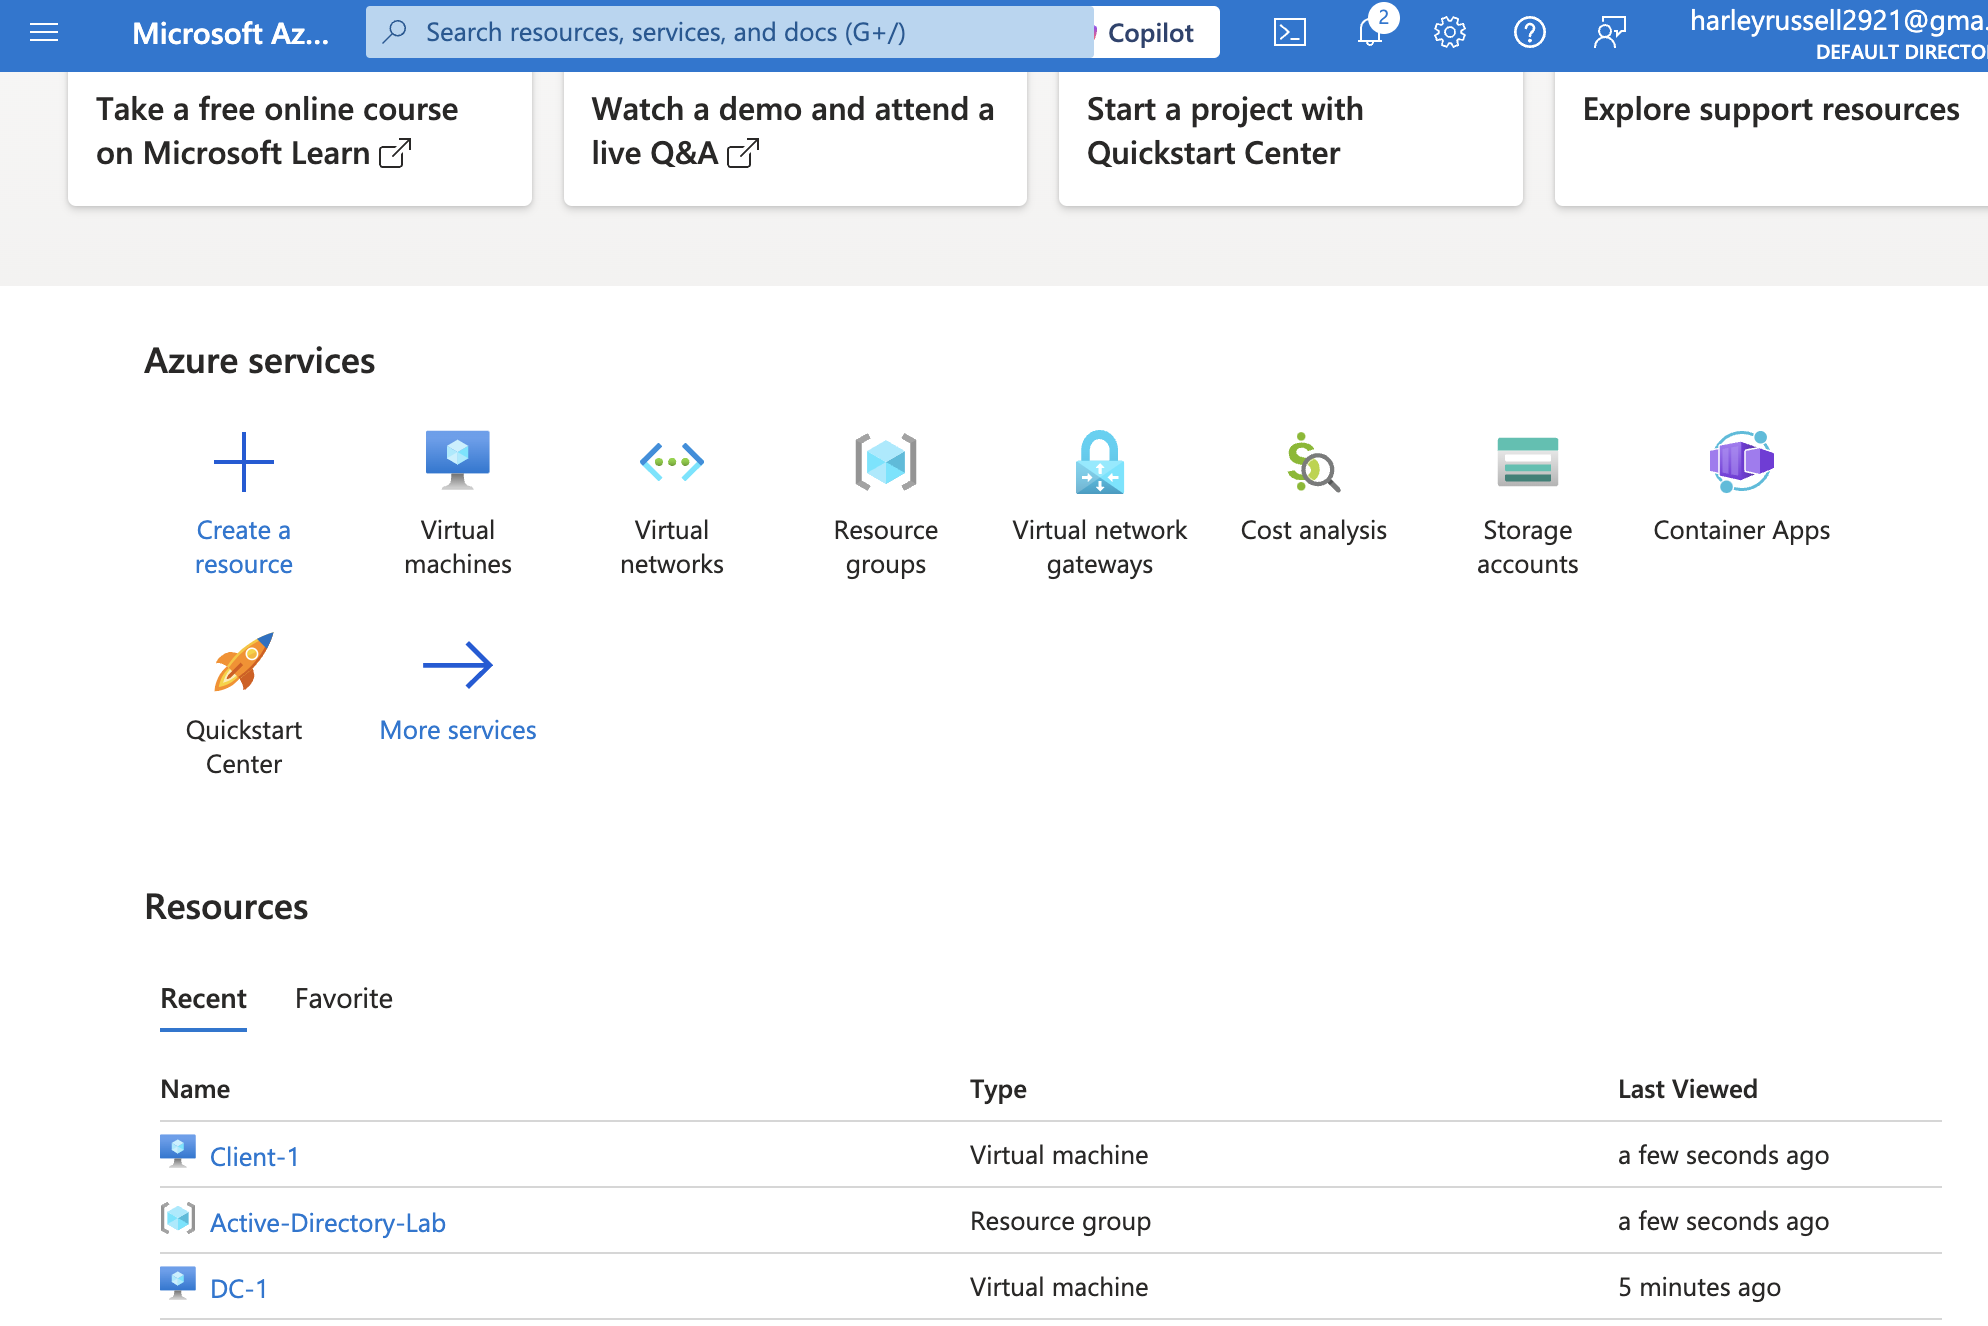 Microsoft Az...
Search resources, services, and docs (G+/)
Copilot
2
harleyrussell2921@gma.
DEFAULT DIRECTO
Take a free online course
on Microsoft Learn
Watch a demo and attend a
live Q&A
Start a project with
Quickstart Center
Explore support resources
Azure services
Create a
resource
Virtual
machines
Virtual
networks
Resource
groups
Virtual network
gateways
Cost analysis
Storage
accounts
Container Apps
Quickstart
Center
More services
Resources
Recent Favorite
Name Type Last Viewed
Client-1 Virtual machine a few seconds ago
Active-Directory-Lab Resource group a few seconds ago
DC-1 Virtual machine 5 minutes ago